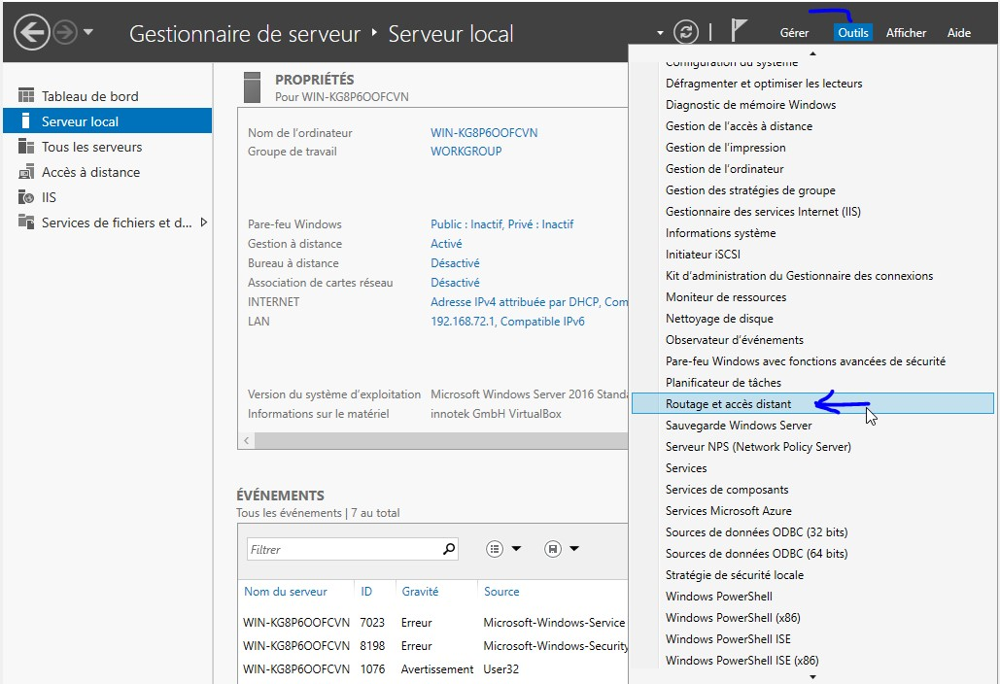 Gestionnaire de serveur ‣ Serveur local
Gérer Outils Afficher Aide
Tableau de bord
Serveur local
Tous les serveurs
Accès à distance
IIS
Services de fichiers et d...
PROPRIÉTÉS
Pour WIN-KG8P6OOFCVN
Nom de l'ordinateur WIN-KG8P6OOFCVN
Groupe de travail WORKGROUP
Pare-feu Windows Public : Inactif, Privé : Inactif
Gestion à distance Activé
Bureau à distance Désactivé
Association de cartes réseau Désactivé
INTERNET Adresse IPv4 attribuée par DHCP, Com
LAN 192.168.72.1, Compatible IPv6
Version du système d'exploitation Microsoft Windows Server 2016 Standa
Informations sur le matériel innotek GmbH VirtualBox
ÉVÉNEMENTS
Tous les événements | 7 au total
Filtrer
Nom du serveur ID Gravité Source
WIN-KG8P6OOFCVN 7023 Erreur Microsoft-Windows-Service
WIN-KG8P6OOFCVN 8198 Erreur Microsoft-Windows-Security
WIN-KG8P6OOFCVN 1076 Avertissement User32
Configuration du système
Défragmenter et optimiser les lecteurs
Diagnostic de mémoire Windows
Gestion de l'accès à distance
Gestion de l'impression
Gestion de l'ordinateur
Gestion des stratégies de groupe
Gestionnaire des services Internet (IIS)
Informations système
Initiateur iSCSI
Kit d'administration du Gestionnaire des connexions
Moniteur de ressources
Nettoyage de disque
Observateur d'événements
Pare-feu Windows avec fonctions avancées de sécurité
Planificateur de tâches
Routage et accès distant
Sauvegarde Windows Server
Serveur NPS (Network Policy Server)
Services
Services de composants
Services Microsoft Azure
Sources de données ODBC (32 bits)
Sources de données ODBC (64 bits)
Stratégie de sécurité locale
Windows PowerShell
Windows PowerShell (x86)
Windows PowerShell ISE
Windows PowerShell ISE (x86)